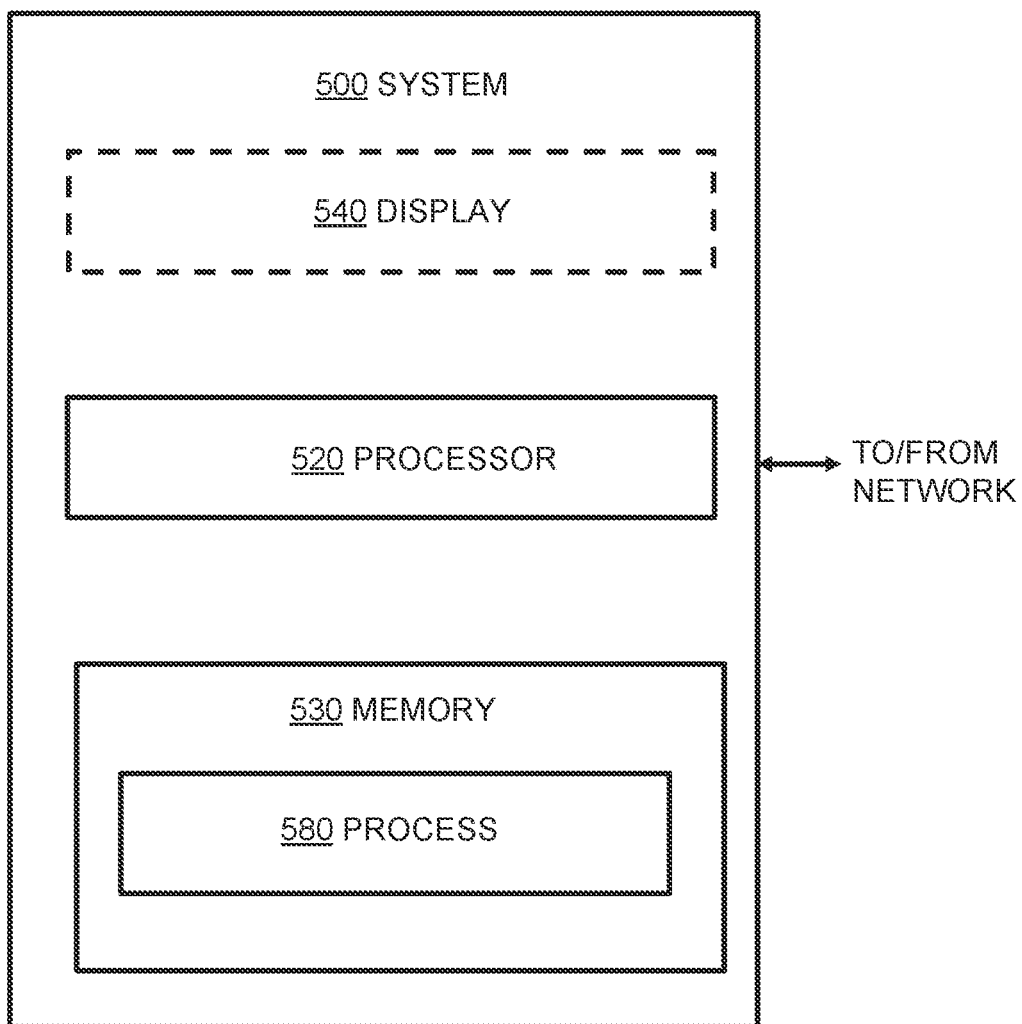 500 SYSTEM
540 DISPLAY
520 PROCESSOR
TO/FROM
NETWORK
530 MEMORY
580 PROCESS